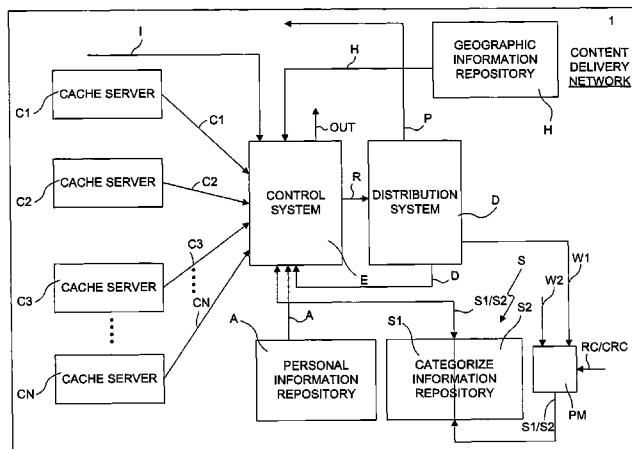 1
I
GEOGRAPHIC
INFORMATION
REPOSITORY
CONTENT
DELIVERY
NETWORK
H
H
C1
CACHE SERVER
C1
OUT
P
C2
CACHE SERVER
C2
CONTROL
SYSTEM
R
DISTRIBUTION
SYSTEM
D
E
D
C3
CACHE SERVER
C3
CN
CN
CACHE SERVER
A
A
PERSONAL
INFORMATION
REPOSITORY
S1/S2
S
S1
S2
CATEGORIZE
INFORMATION
REPOSITORY
W2
W1
RC/CRC
PM
S1/S2